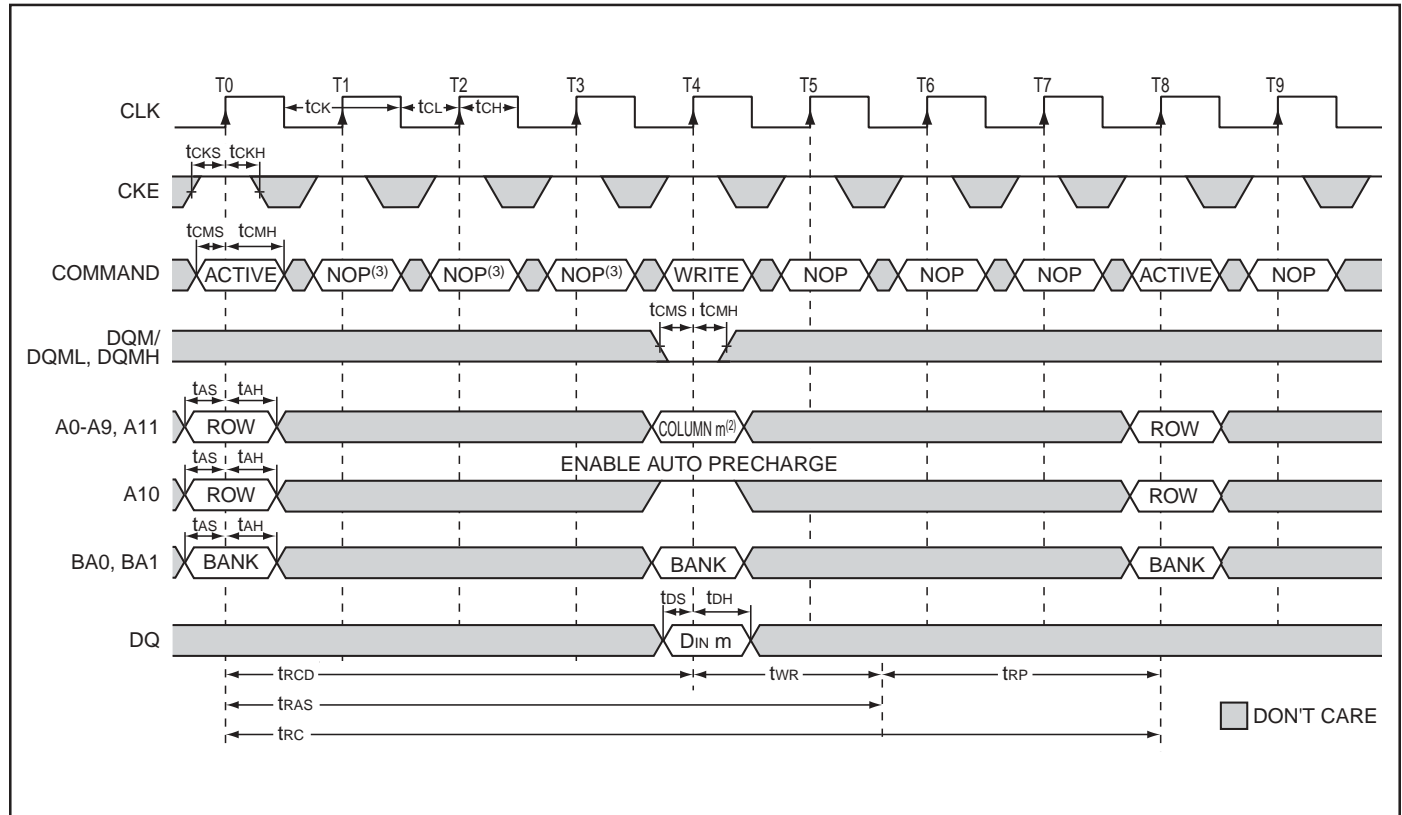 T0 T1 T2 T3 T4 T5 T6 T7 T8 T9
CLK tCK tCL tCH
tCKS tCKH
CKE
tCMS tCMH
COMMAND ACTIVE NOP(3) NOP(3) NOP(3) WRITE NOP NOP NOP ACTIVE NOP
tCMS tCMH
DQM/
DQML, DQMH
tAS tAH
A0-A9, A11 ROW COLUMN m(2) ROW
tAS tAH ENABLE AUTO PRECHARGE
A10 ROW ROW
tAS tAH
BA0, BA1 BANK BANK BANK
tDS tDH
DQ DIN m
tRCD tWR tRP
tRAS
DON'T CARE
tRC